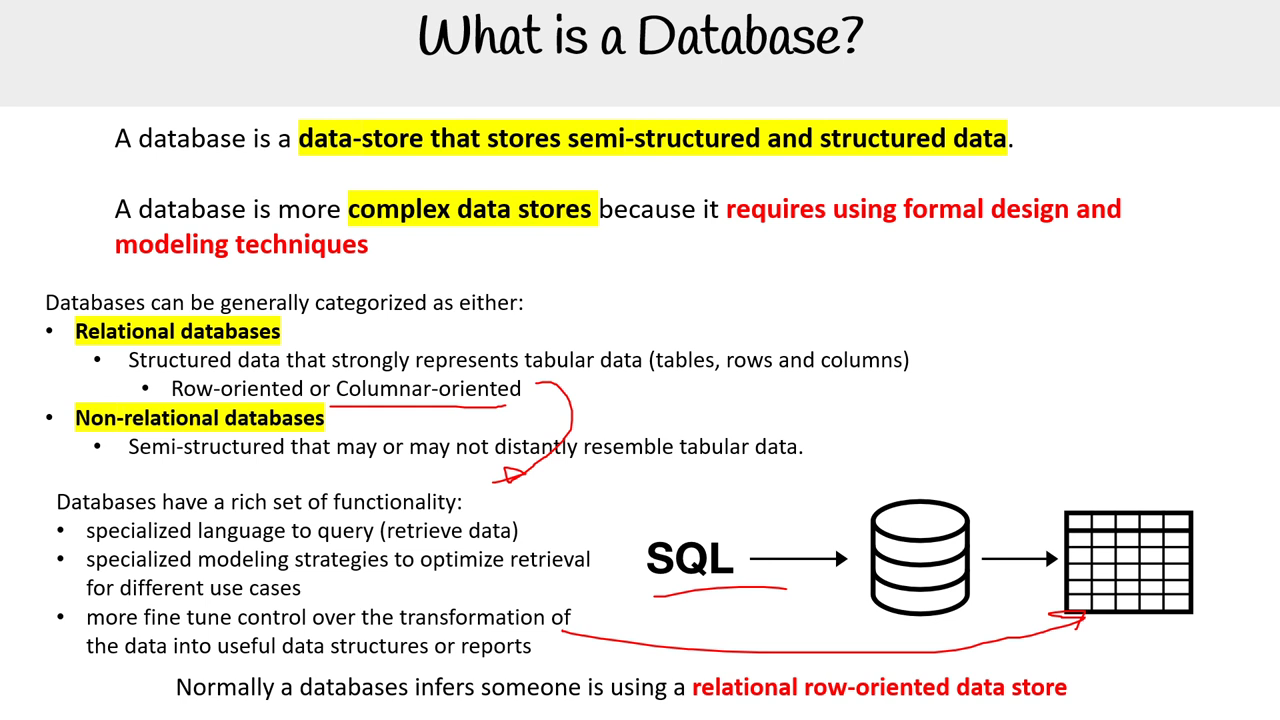 What is a Database?
A database is a data-store that stores semi-structured and structured data.
A database is more complex data stores because it requires using formal design and
modeling techniques
Databases can be generally categorized as either:
• Relational databases
• Structured data that strongly represents tabular data (tables, rows and columns)
• Row-oriented or Columnar-oriented
• Non-relational databases
• Semi-structured that may or may not distantly resemble tabular data.
Databases have a rich set of functionality:
• specialized language to query (retrieve data)
• specialized modeling strategies to optimize retrieval
for different use cases
• more fine tune control over the transformation of
the data into useful data structures or reports
SQL
Normally a databases infers someone is using a relational row-oriented data store